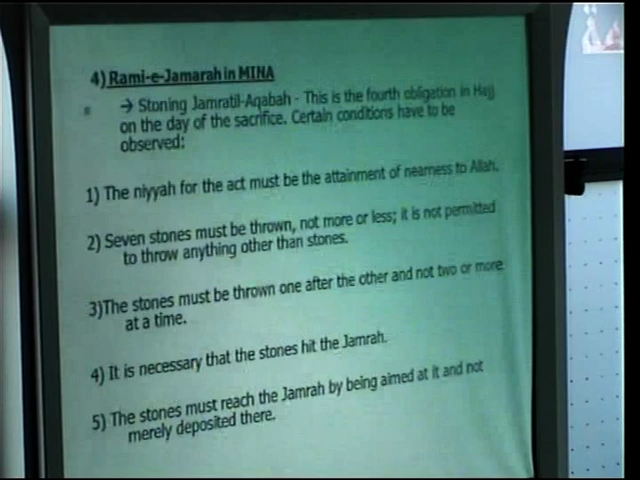 4) Rami-e-Jamarah in MINA
→ Stoning Jamratil-Aqabah - This is the fourth obligation in Hajj
on the day of the sacrifice. Certain conditions have to be
observed:
1) The niyyah for the act must be the attainment of nearness to Allah.
2) Seven stones must be thrown, not more or less; it is not permitted
to throw anything other than stones.
3)The stones must be thrown one after the other and not two or more
at a time.
4) It is necessary that the stones hit the Jamrah.
5) The stones must reach the Jamrah by being aimed at it and not
merely deposited there.